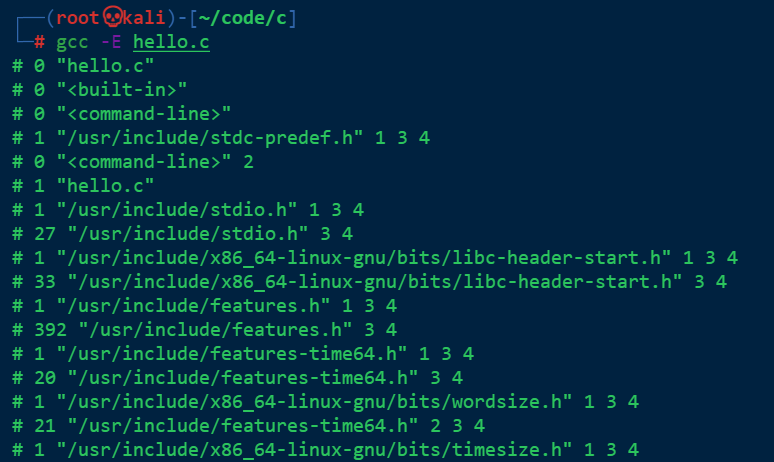 ┌──(root💀kali)-[~/code/c]
└─# gcc -E hello.c
# 0 "hello.c"
# 0 "<built-in>"
# 0 "<command-line>"
# 1 "/usr/include/stdc-predef.h" 1 3 4
# 0 "<command-line>" 2
# 1 "hello.c"
# 1 "/usr/include/stdio.h" 1 3 4
# 27 "/usr/include/stdio.h" 3 4
# 1 "/usr/include/x86_64-linux-gnu/bits/libc-header-start.h" 1 3 4
# 33 "/usr/include/x86_64-linux-gnu/bits/libc-header-start.h" 3 4
# 1 "/usr/include/features.h" 1 3 4
# 392 "/usr/include/features.h" 3 4
# 1 "/usr/include/features-time64.h" 1 3 4
# 20 "/usr/include/features-time64.h" 3 4
# 1 "/usr/include/x86_64-linux-gnu/bits/wordsize.h" 1 3 4
# 21 "/usr/include/features-time64.h" 2 3 4
# 1 "/usr/include/x86_64-linux-gnu/bits/timesize.h" 1 3 4